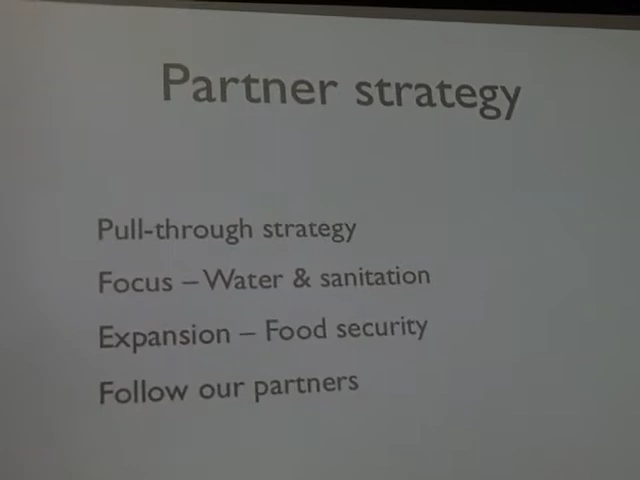 Partner strategy
Pull-through strategy
Focus – Water & sanitation
Expansion – Food security
Follow our partners